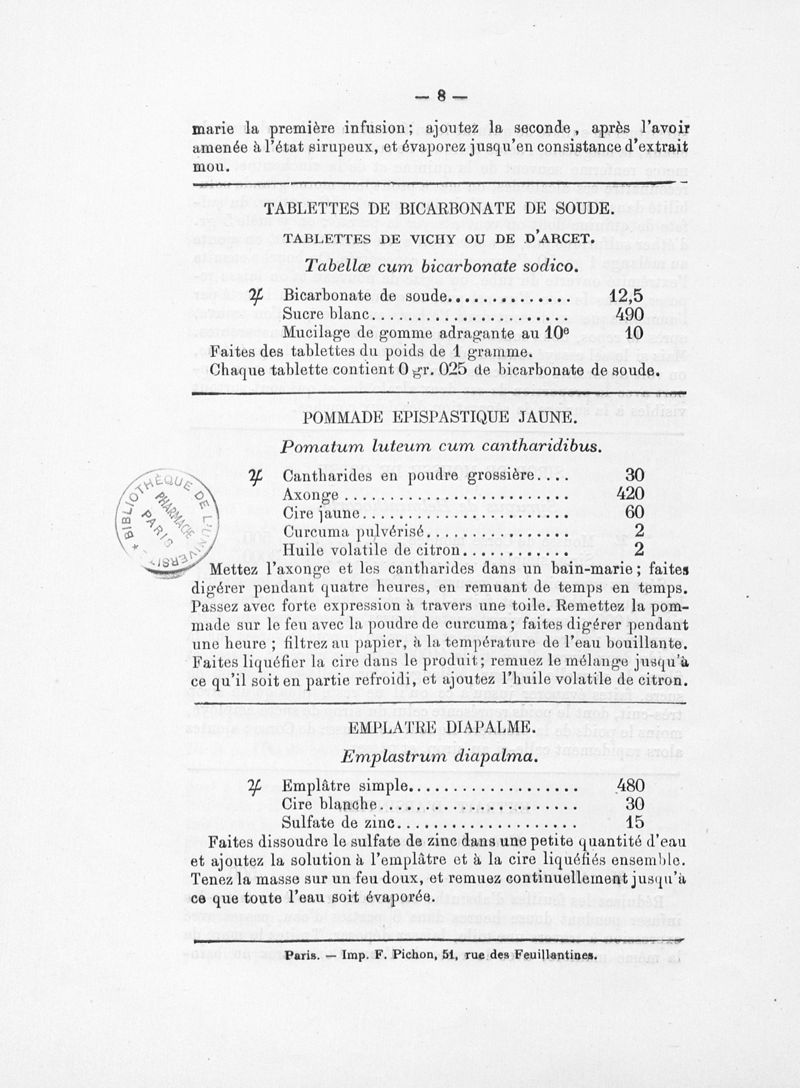 — 8 —
marie la première infusion; ajoutez la seconde, après l'avoir
amenée à l'état sirupeux, et évaporez jusqu'en consistance d'extrait
mou.
TABLETTES DE BICARBONATE DE SOUDE.
TABLETTES DE VICHY OU DE D'ARCET.
Tabellæ cum bicarbonate sodico.
♃ Bicarbonate de soude.............. 12,5
Sucre blanc...................... 490
Mucilage de gomme adragante au 10e 10
Faites des tablettes du poids de 1 gramme.
Chaque tablette contient 0 gr. 025 de bicarbonate de soude.
POMMADE EPISPASTIQUE JAUNE.
Pomatum luteum cum cantharidibus.
♃ Cantharides en poudre grossière.... 30
Axonge ........................ 420
Cire jaune....................... 60
Curcuma pulvérisé................ 2
Huile volatile de citron............ 2
BIBLIOTHÈQUE DE L'UNIVERSI
PHARMACIE
PARIS
Mettez l'axonge et les cantharides dans un bain-marie; faites
digérer pendant quatre heures, en remuant de temps en temps.
Passez avec forte expression à travers une toile. Remettez la pom-
made sur le feu avec la poudre de curcuma; faites digérer pendant
une heure ; filtrez au papier, à la température de l'eau bouillante.
Faites liquéfier la cire dans le produit; remuez le mélange jusqu'à
ce qu'il soit en partie refroidi, et ajoutez l'huile volatile de citron.
EMPLATRE DIAPALME.
Emplastrum diapalma.
♃ Emplâtre simple................... 480
Cire blanche...................... 30
Sulfate de zinc.................... 15
Faites dissoudre le sulfate de zinc dans une petite quantité d'eau
et ajoutez la solution à l'emplâtre et à la cire liquéfiés ensemble.
Tenez la masse sur un feu doux, et remuez continuellement jusqu'à
ce que toute l'eau soit évaporée.
Paris. — Imp. F. Pichon, 51, rue des Feuillantines.